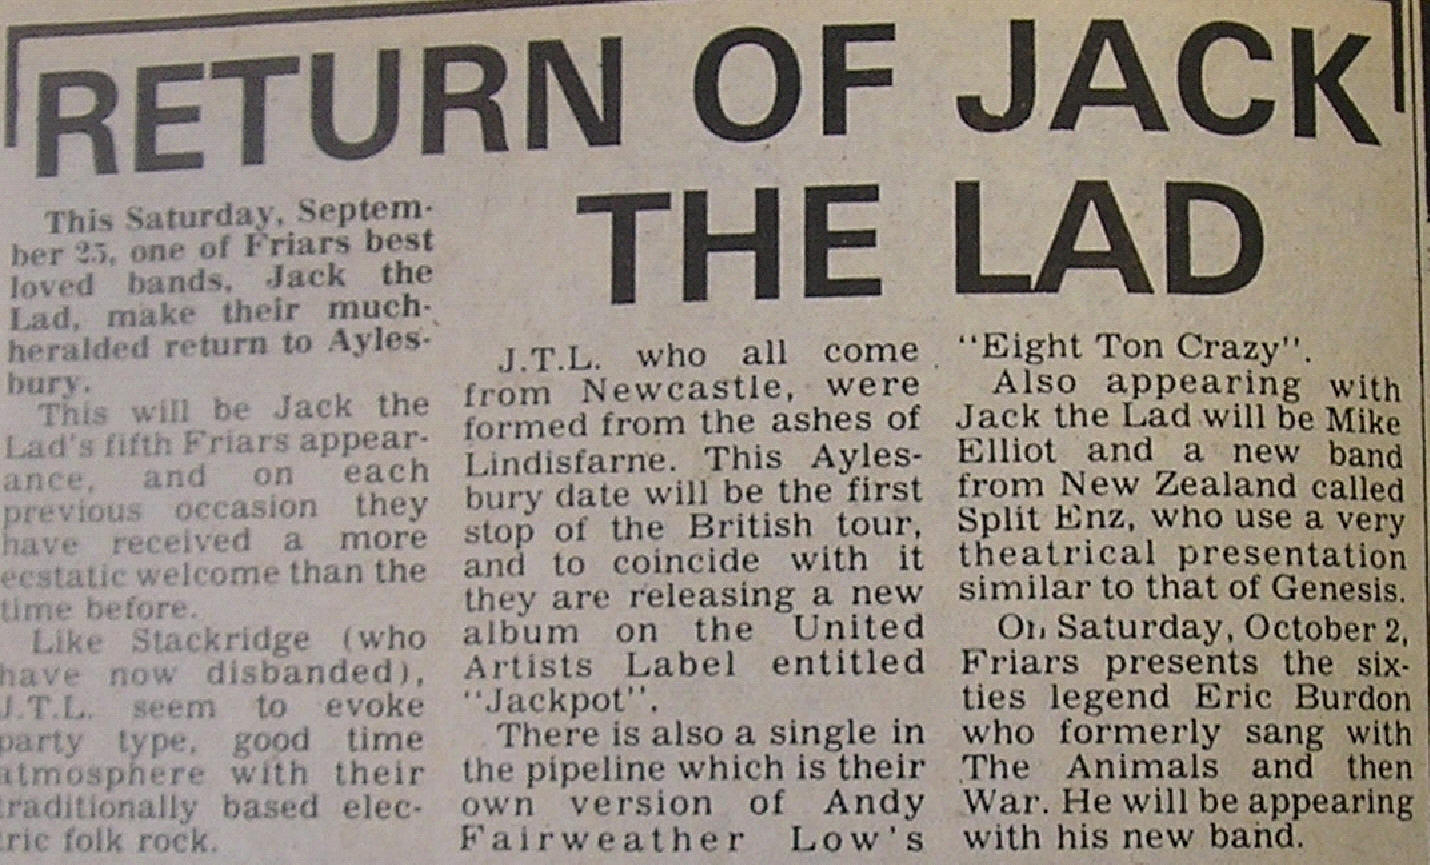 RETURN OF JACK
THE LAD
This Saturday, Septem-
ber 25, one of Friars best
loved bands, Jack the
Lad, make their much-
heralded return to Ayles-
bury.
This will be Jack the
Lad's fifth Friars appear-
ance, and on each
previous occasion they
have received a more
ecstatic welcome than the
time before.
Like Stackridge (who
have now disbanded),
J.T.L. seem to evoke
party type, good time
atmosphere with their
traditionally based elec-
tric folk rock.
J.T.L. who all come
from Newcastle, were
formed from the ashes of
Lindisfarne. This Ayles-
bury date will be the first
stop of the British tour,
and to coincide with it
they are releasing a new
album on the United
Artists Label entitled
"Jackpot".
There is also a single in
the pipeline which is their
own version of Andy
Fairweather Low's
"Eight Ton Crazy".
Also appearing with
Jack the Lad will be Mike
Elliot and a new band
from New Zealand called
Split Enz, who use a very
theatrical presentation
similar to that of Genesis.
On Saturday, October 2,
Friars presents the six-
ties legend Eric Burdon
who formerly sang with
The Animals and then
War. He will be appearing
with his new band.